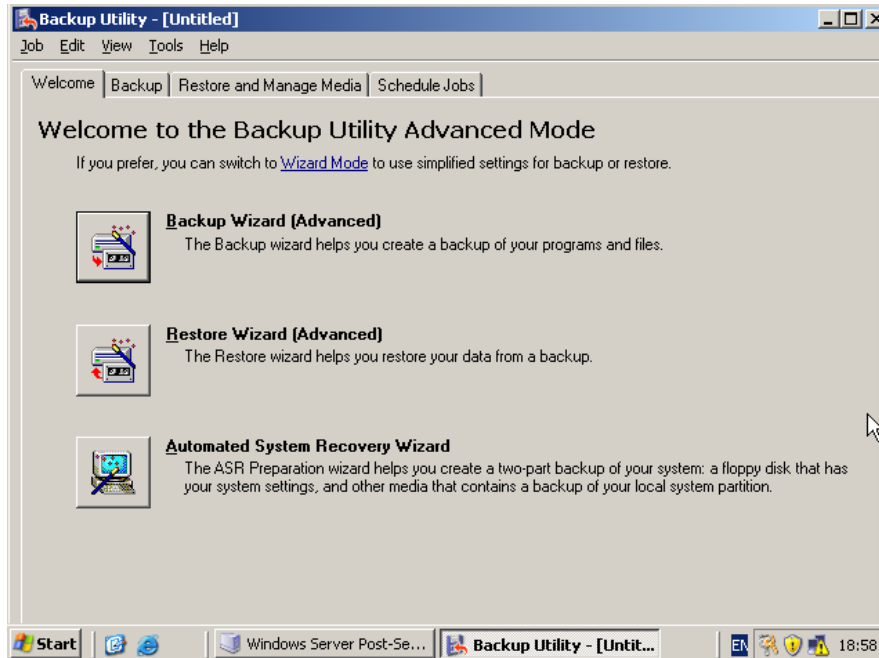 Backup Utility - [Untitled]
Job Edit View Tools Help
Welcome Backup Restore and Manage Media Schedule Jobs
Welcome to the Backup Utility Advanced Mode
If you prefer, you can switch to Wizard Mode to use simplified settings for backup or restore.
Backup Wizard (Advanced)
The Backup wizard helps you create a backup of your programs and files.
Restore Wizard (Advanced)
The Restore wizard helps you restore your data from a backup.
Automated System Recovery Wizard
The ASR Preparation wizard helps you create a two-part backup of your system: a floppy disk that has
your system settings, and other media that contains a backup of your local system partition.
Start Windows Server Post-Se... Backup Utility - [Untit... EN 18:58